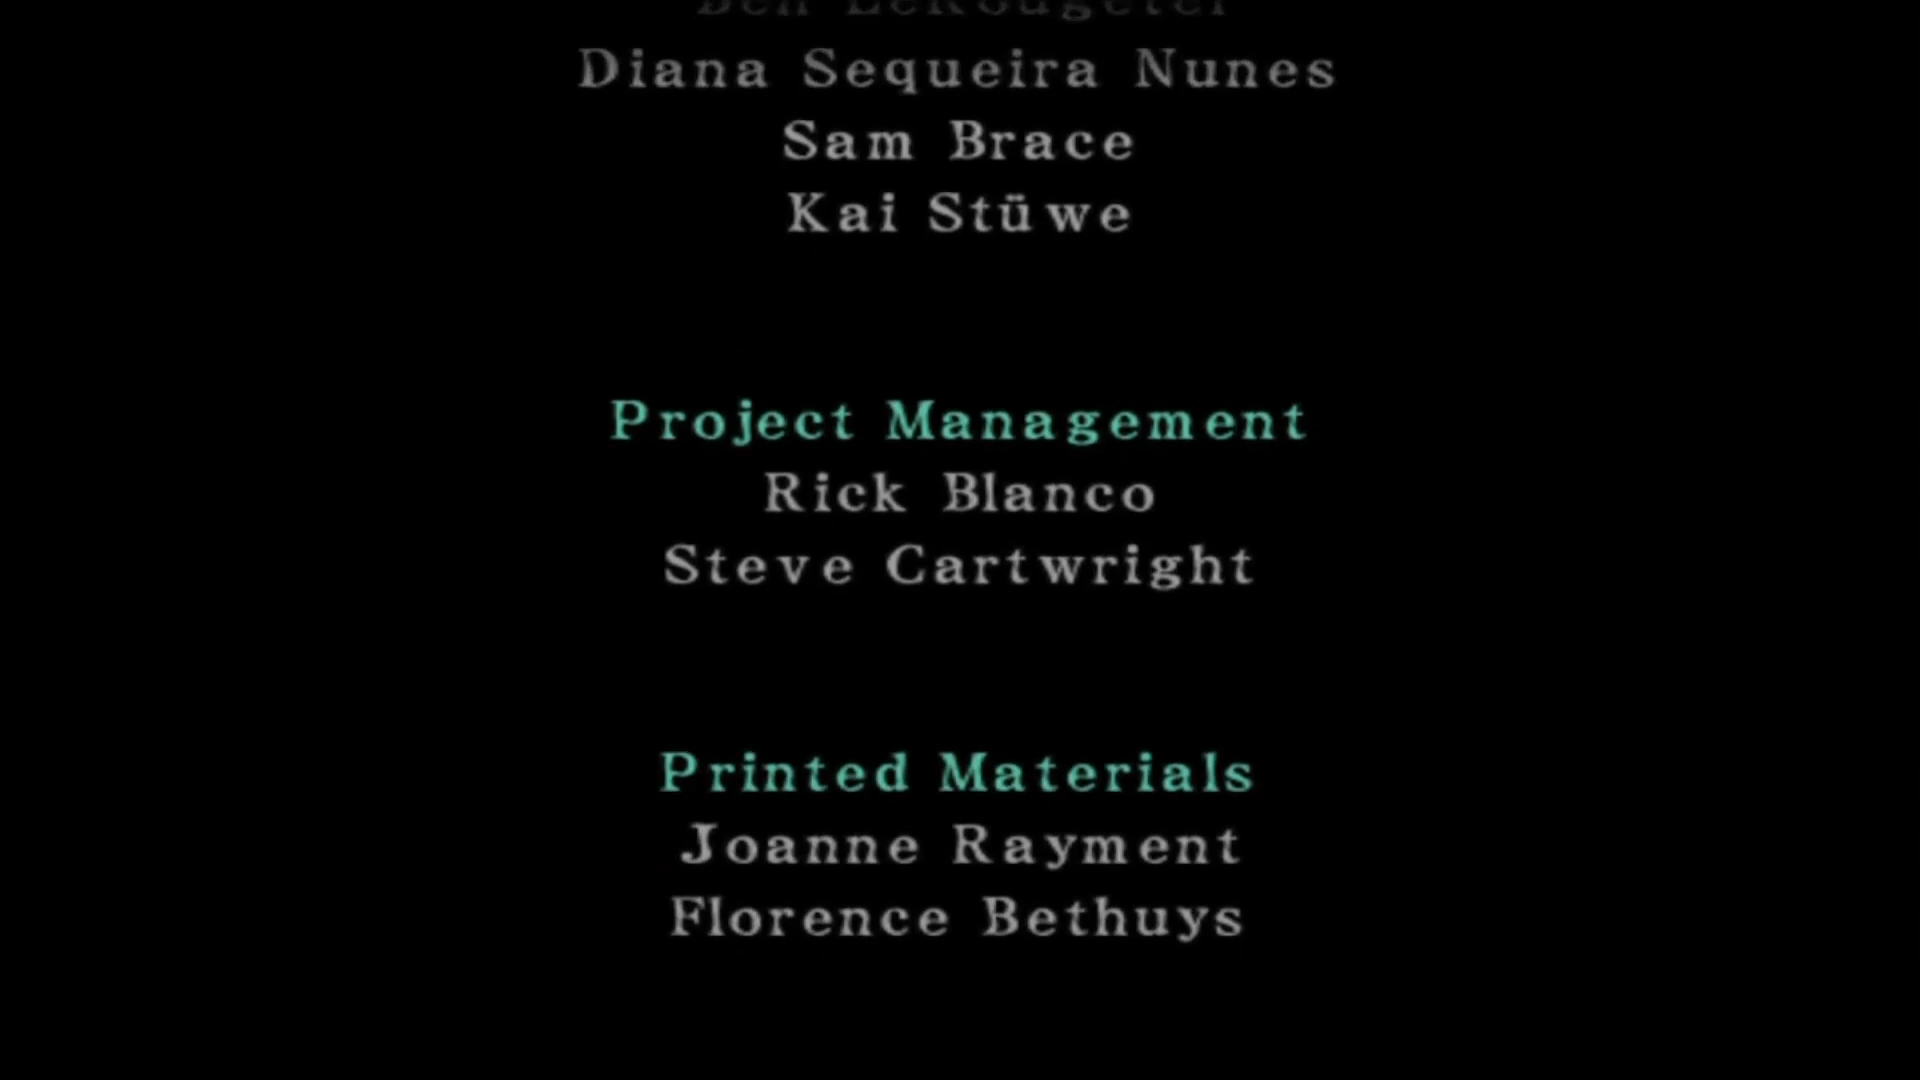 Diana Sequeira Nunes
Sam Brace
Kai Stüwe
Project Management
Rick Blanco
Steve Cartwright
Printed Materials
Joanne Rayment
Florence Bethuys